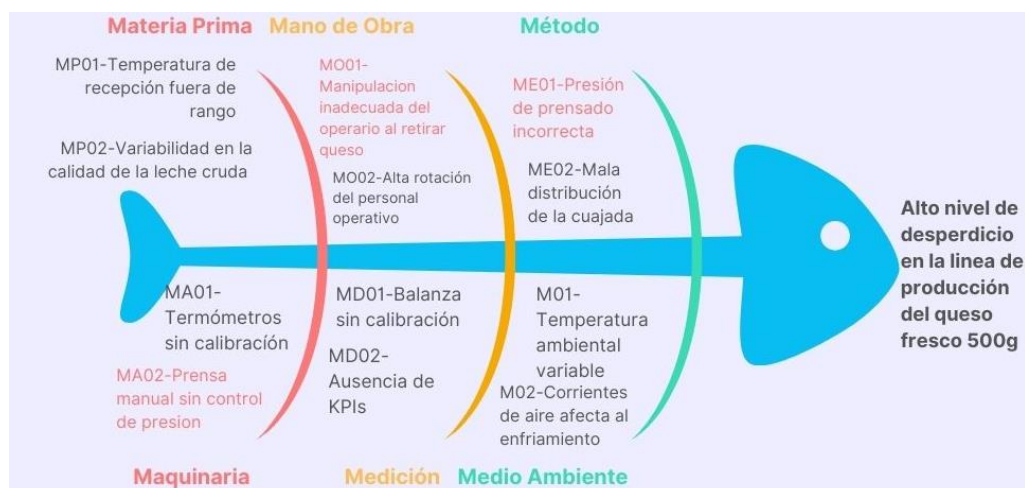 Materia Prima
Mano de Obra
Método
MP01-Temperatura de
recepción fuera de
rango
MP02-Variabilidad en la
calidad de la leche cruda
MO01-
Manipulacion
inadecuada del
operario al retirar
queso
MO02-Alta rotación
del personal
operativo
ME01-Presión
de prensado
incorrecta
ME02-Mala
distribución
de la cuajada
Alto nivel de
desperdicio
en la linea de
producción
del queso
fresco 500g
MA01-
Termómetros
sin calibración
MA02-Prensa
manual sin control
de presion
MD01-Balanza
sin calibración
MD02-
Ausencia de
KPIs
M01-
Temperatura
ambiental
variable
M02-Corrientes
de aire afecta al
enfriamiento
Maquinaria
Medición
Medio Ambiente